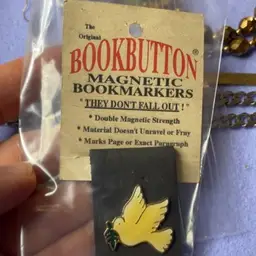 The
Original
BOOKBUTTON®
MAGNETIC
BOOKMARKERS
"THEY DONT FALL OUT!"
* Double Magnetic Strength
* Material Doesn't Unravel or Fray
* Marks Page or Exact Paragraph